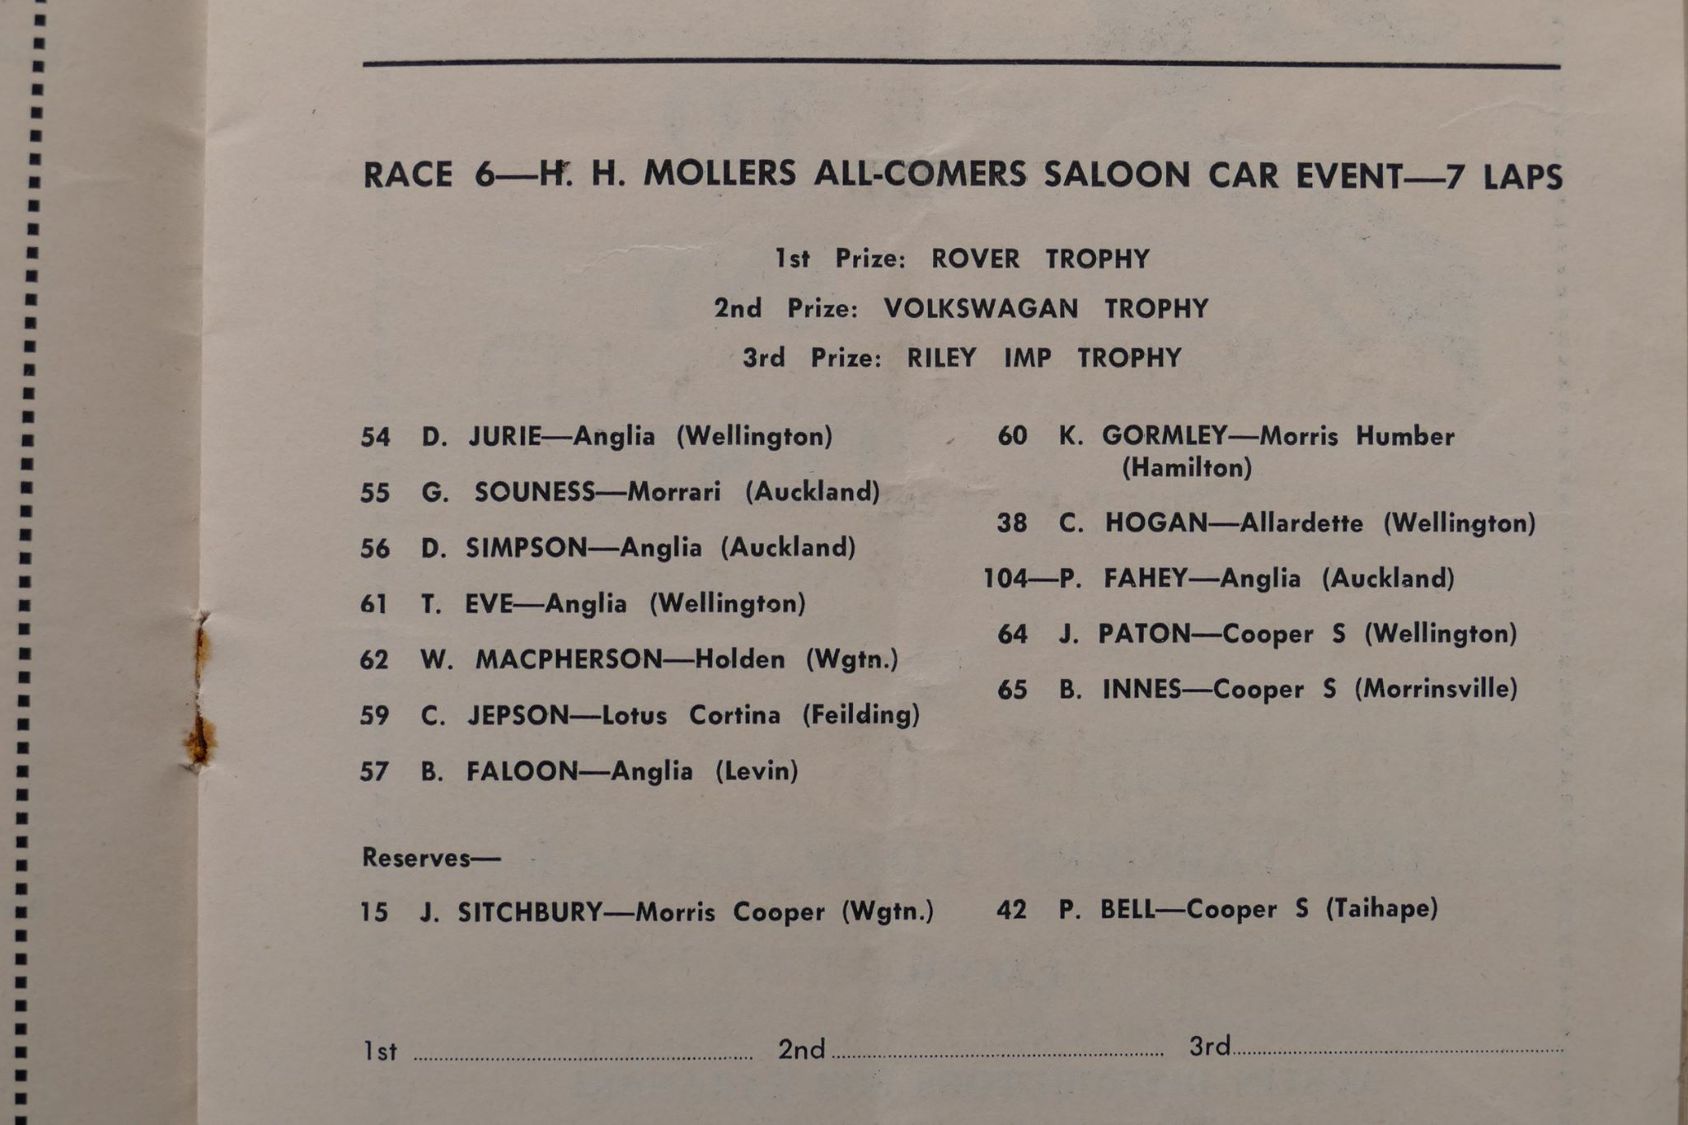 RACE 6—H. H. MOLLERS ALL-COMERS SALOON CAR EVENT—7 LAPS
1st Prize: ROVER TROPHY
2nd Prize: VOLKSWAGAN TROPHY
3rd Prize: RILEY IMP TROPHY
54 D. JURIE—Anglia (Wellington)
55 G. SOUNESS—Morrari (Auckland)
56 D. SIMPSON—Anglia (Auckland)
61 T. EVE—Anglia (Wellington)
62 W. MACPHERSON—Holden (Wgtn.)
59 C. JEPSON—Lotus Cortina (Feilding)
57 B. FALOON—Anglia (Levin)
60 K. GORMLEY—Morris Humber
(Hamilton)
38 C. HOGAN—Allardette (Wellington)
104—P. FAHEY—Anglia (Auckland)
64 J. PATON—Cooper S (Wellington)
65 B. INNES—Cooper S (Morrinsville)
Reserves—
15 J. SITCHBURY—Morris Cooper (Wgtn.)
42 P. BELL—Cooper S (Taihape)
1st ........ 2nd ........ 3rd ........